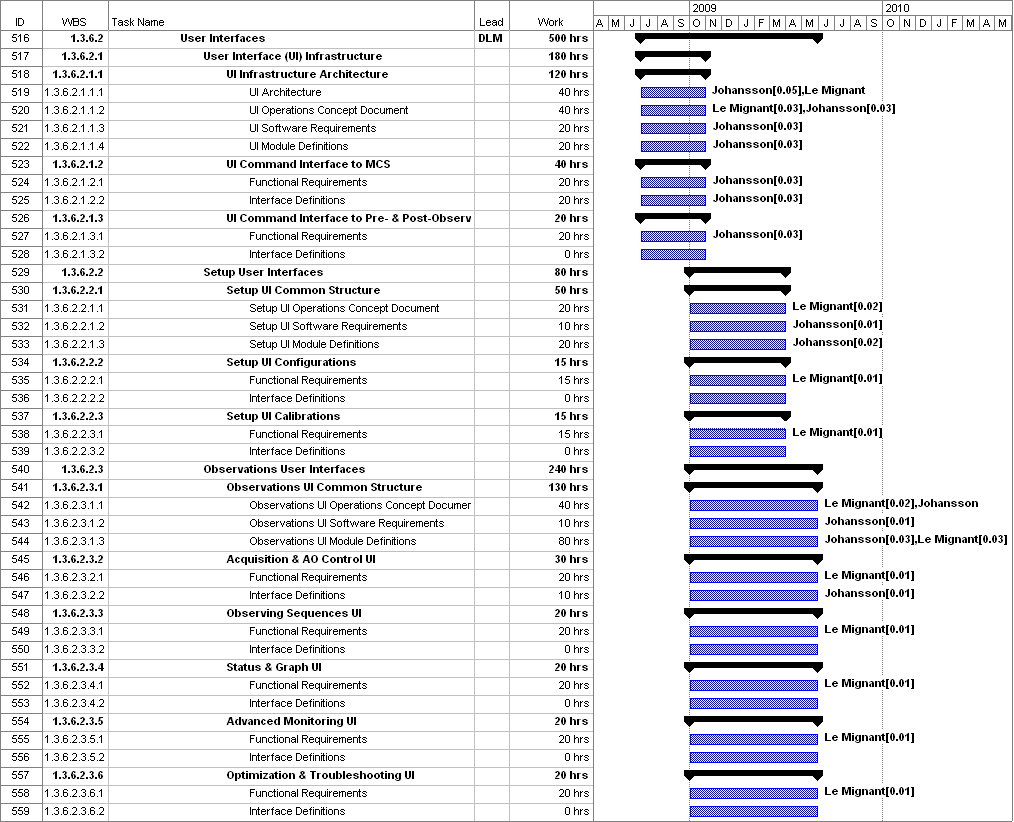 2009 2010
ID WBS Task Name Lead Work A M J J A S O N D J F M A M J J A S O N D J F M A M
516 1.3.6.2 User Interfaces DLM 500 hrs
517 1.3.6.2.1 User Interface (UI) Infrastructure 180 hrs
518 1.3.6.2.1.1 UI Infrastructure Architecture 120 hrs
519 1.3.6.2.1.1.1 UI Architecture 40 hrs Johansson[0.05],Le Mignant
520 1.3.6.2.1.1.2 UI Operations Concept Document 40 hrs Le Mignant[0.03],Johansson[0.03]
521 1.3.6.2.1.1.3 UI Software Requirements 20 hrs Johansson[0.03]
522 1.3.6.2.1.1.4 UI Module Definitions 20 hrs Johansson[0.03]
523 1.3.6.2.1.2 UI Command Interface to MCS 40 hrs
524 1.3.6.2.1.2.1 Functional Requirements 20 hrs Johansson[0.03]
525 1.3.6.2.1.2.2 Interface Definitions 20 hrs Johansson[0.03]
526 1.3.6.2.1.3 UI Command Interface to Pre- & Post-Observ 20 hrs
527 1.3.6.2.1.3.1 Functional Requirements 20 hrs Johansson[0.03]
528 1.3.6.2.1.3.2 Interface Definitions 0 hrs
529 1.3.6.2.2 Setup User Interfaces 80 hrs
530 1.3.6.2.2.1 Setup UI Common Structure 50 hrs
531 1.3.6.2.2.1.1 Setup UI Operations Concept Document 20 hrs Le Mignant[0.02]
532 1.3.6.2.2.1.2 Setup UI Software Requirements 10 hrs Johansson[0.01]
533 1.3.6.2.2.1.3 Setup UI Module Definitions 20 hrs Johansson[0.02]
534 1.3.6.2.2.2 Setup UI Configurations 15 hrs
535 1.3.6.2.2.2.1 Functional Requirements 15 hrs Le Mignant[0.01]
536 1.3.6.2.2.2.2 Interface Definitions 0 hrs
537 1.3.6.2.2.3 Setup UI Calibrations 15 hrs
538 1.3.6.2.2.3.1 Functional Requirements 15 hrs Le Mignant[0.01]
539 1.3.6.2.2.3.2 Interface Definitions 0 hrs
540 1.3.6.2.3 Observations User Interfaces 240 hrs
541 1.3.6.2.3.1 Observations UI Common Structure 130 hrs
542 1.3.6.2.3.1.1 Observations UI Operations Concept Documer 40 hrs Le Mignant[0.02],Johansson
543 1.3.6.2.3.1.2 Observations UI Software Requirements 10 hrs Johansson[0.01]
544 1.3.6.2.3.1.3 Observations UI Module Definitions 80 hrs Johansson[0.03],Le Mignant[0.03]
545 1.3.6.2.3.2 Acquisition & AO Control UI 30 hrs
546 1.3.6.2.3.2.1 Functional Requirements 20 hrs Le Mignant[0.01]
547 1.3.6.2.3.2.2 Interface Definitions 10 hrs Johansson[0.01]
548 1.3.6.2.3.3 Observing Sequences UI 20 hrs
549 1.3.6.2.3.3.1 Functional Requirements 20 hrs Le Mignant[0.01]
550 1.3.6.2.3.3.2 Interface Definitions 0 hrs
551 1.3.6.2.3.4 Status & Graph UI 20 hrs
552 1.3.6.2.3.4.1 Functional Requirements 20 hrs Le Mignant[0.01]
553 1.3.6.2.3.4.2 Interface Definitions 0 hrs
554 1.3.6.2.3.5 Advanced Monitoring UI 20 hrs
555 1.3.6.2.3.5.1 Functional Requirements 20 hrs Le Mignant[0.01]
556 1.3.6.2.3.5.2 Interface Definitions 0 hrs
557 1.3.6.2.3.6 Optimization & Troubleshooting UI 20 hrs
558 1.3.6.2.3.6.1 Functional Requirements 20 hrs Le Mignant[0.01]
559 1.3.6.2.3.6.2 Interface Definitions 0 hrs